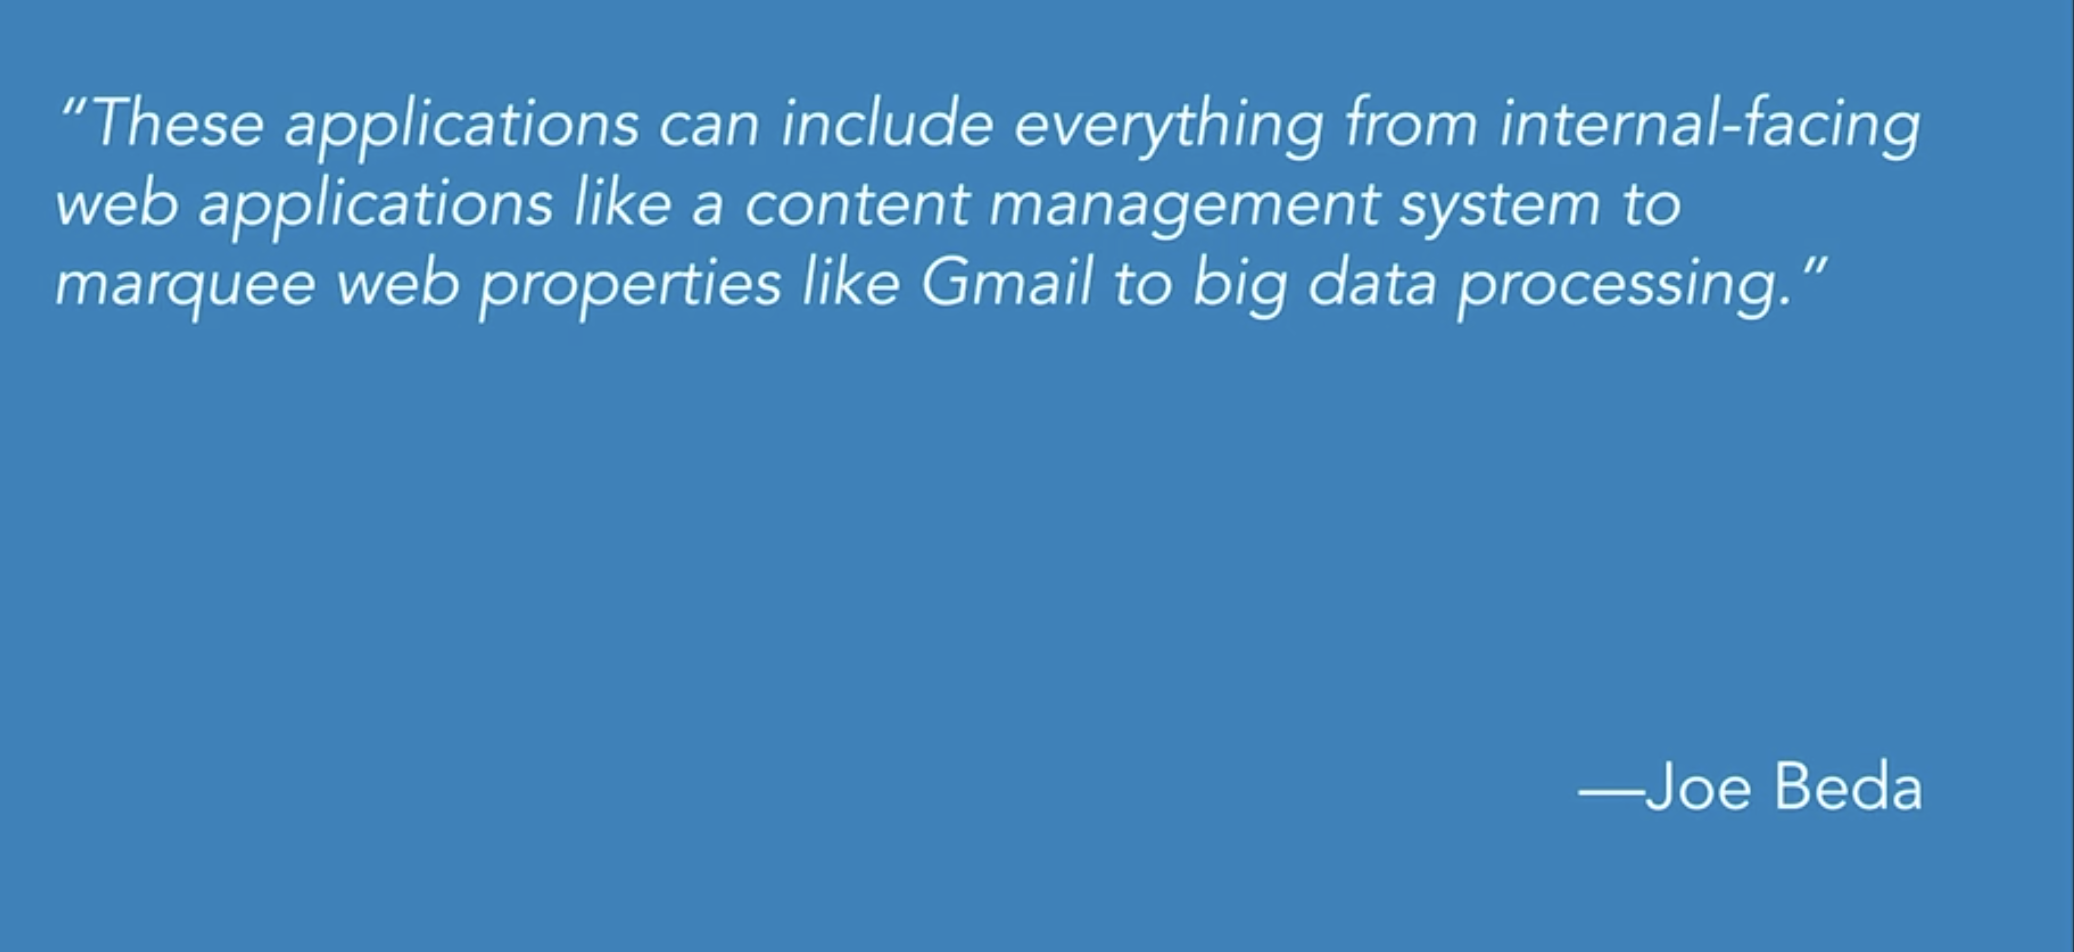 “These applications can include everything from internal-facing
web applications like a content management system to
marquee web properties like Gmail to big data processing.”
—Joe Beda